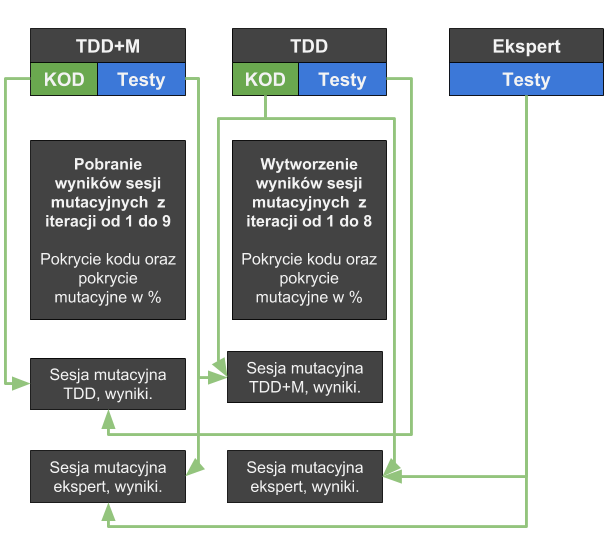 TDD+M
KOD
Testy
TDD
KOD
Testy
Ekspert
Testy
Pobranie
wyników sesji
mutacyjnych z
iteracji od 1 do 9
Pokrycie kodu oraz
pokrycie
mutacyjne w %
Wytworzenie
wyników sesji
mutacyjnych z
iteracji od 1 do 8
Pokrycie kodu oraz
pokrycie
mutacyjne w %
Sesja mutacyjna
TDD, wyniki.
Sesja mutacyjna
TDD+M, wyniki.
Sesja mutacyjna
ekspert, wyniki.
Sesja mutacyjna
ekspert, wyniki.